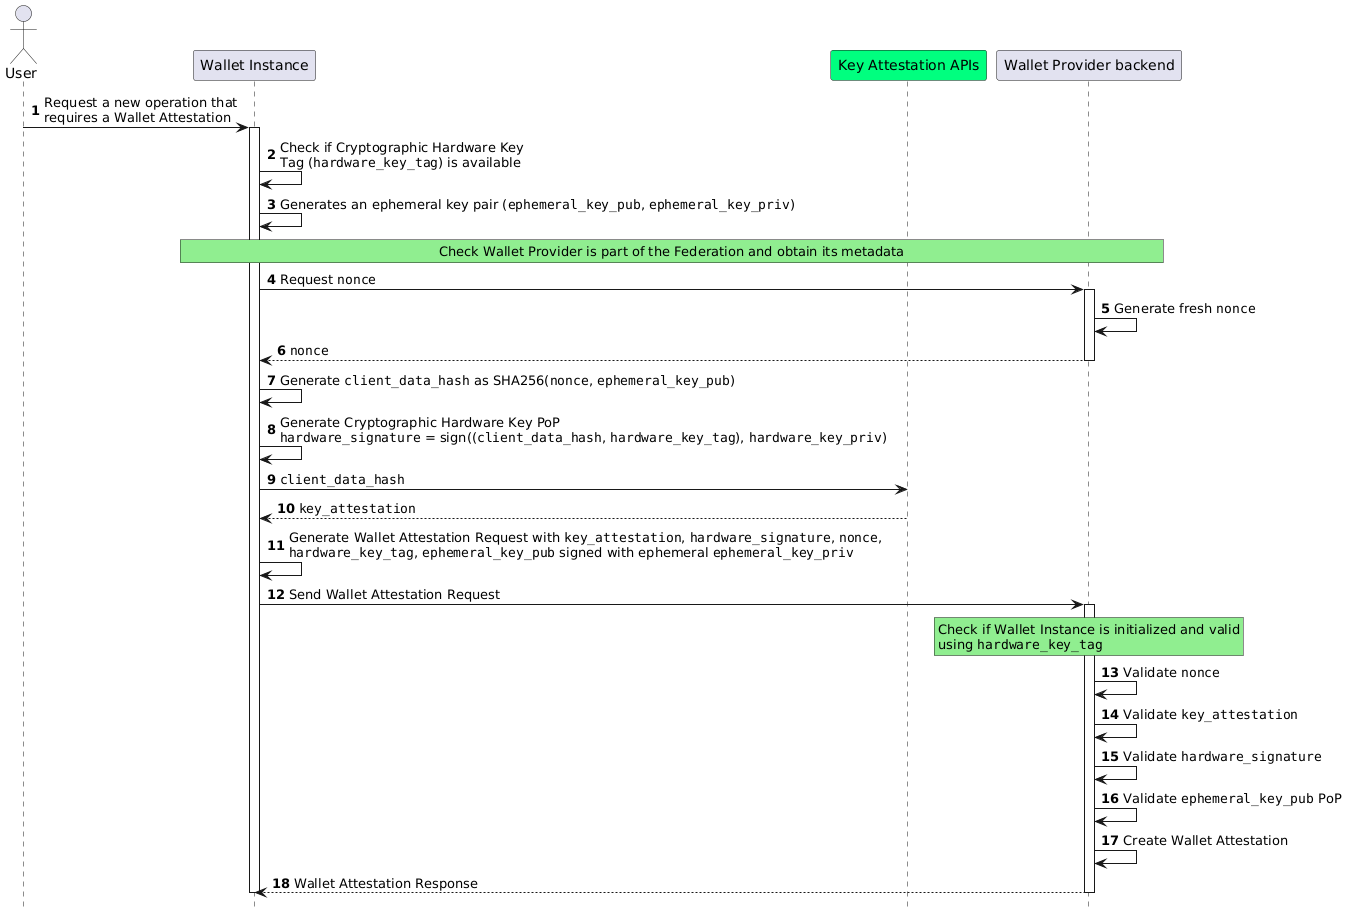 User
Wallet Instance
Key Attestation APIs
Wallet Provider backend
1 Request a new operation that
requires a Wallet Attestation
2 Check if Cryptographic Hardware Key
Tag (hardware_key_tag) is available
3 Generates an ephemeral key pair (ephemeral_key_pub, ephemeral_key_priv)
Check Wallet Provider is part of the Federation and obtain its metadata
4 Request nonce
5 Generate fresh nonce
6 nonce
7 Generate client_data_hash as SHA256(nonce, ephemeral_key_pub)
8 Generate Cryptographic Hardware Key PoP
hardware_signature = sign((client_data_hash, hardware_key_tag), hardware_key_priv)
9 client_data_hash
10 key_attestation
11 Generate Wallet Attestation Request with key_attestation, hardware_signature, nonce,
hardware_key_tag, ephemeral_key_pub signed with ephemeral ephemeral_key_priv
12 Send Wallet Attestation Request
Check if Wallet Instance is initialized and valid
using hardware_key_tag
13 Validate nonce
14 Validate key_attestation
15 Validate hardware_signature
16 Validate ephemeral_key_pub PoP
17 Create Wallet Attestation
18 Wallet Attestation Response